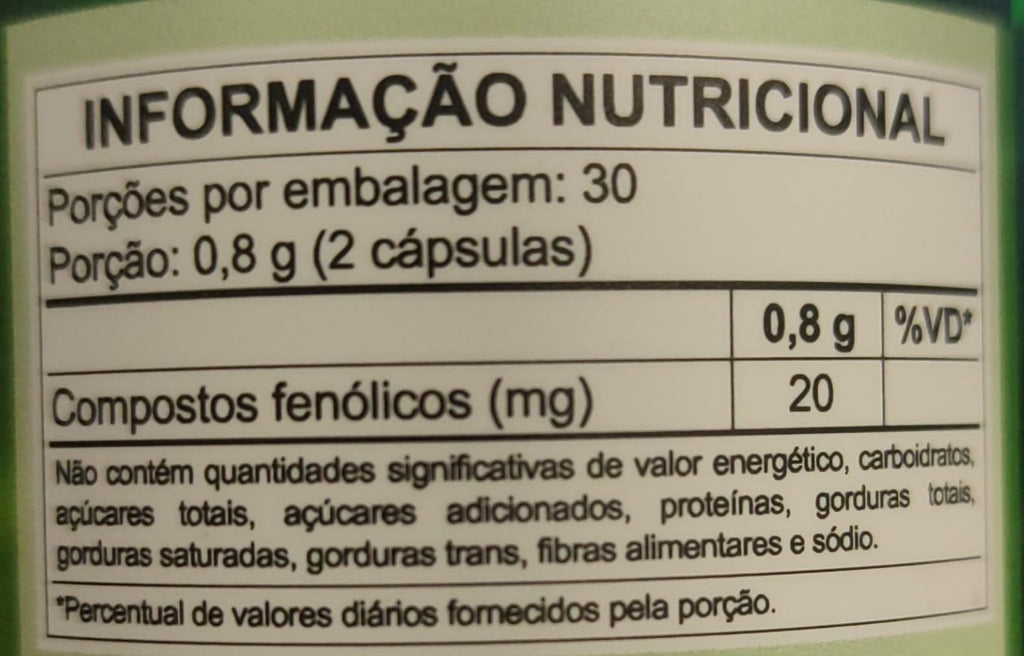 INFORMAÇÃO NUTRICIONAL
Porções por embalagem: 30
Porção: 0,8 g (2 cápsulas)
0,8 g %VD*
Compostos fenólicos (mg) 20
Não contém quantidades significativas de valor energético, carboidratos,
açúcares totais, açúcares adicionados, proteínas, gorduras totais,
gorduras saturadas, gorduras trans, fibras alimentares e sódio.
*Percentual de valores diários fornecidos pela porção.